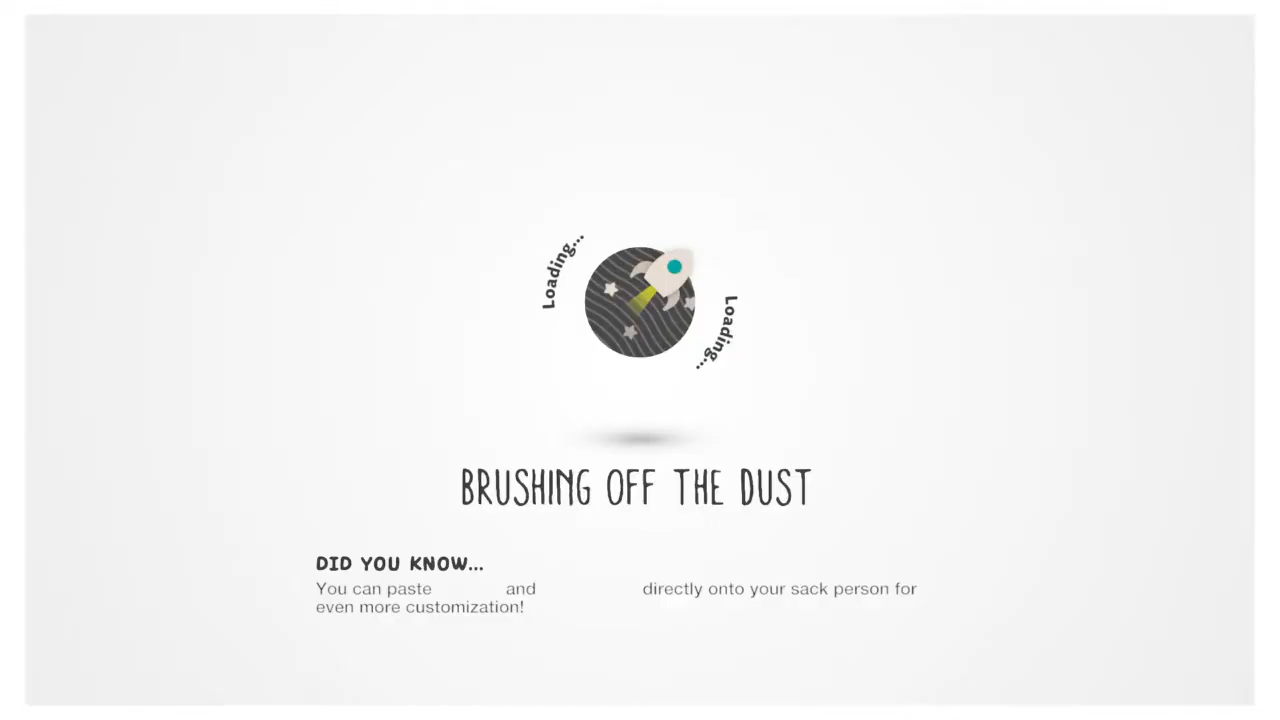 Loading...
Loading...
BRUSHING OFF THE DUST
DID YOU KNOW...
You can paste and directly onto your sack person for
even more customization!